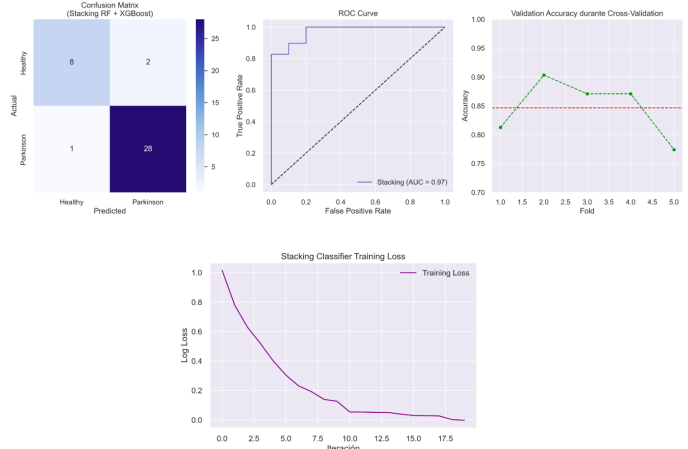 Confusion Matrix
(Stacking RF + XGBoost)
Healthy
Parkinson
Actual
8
2
1
28
Healthy
Parkinson
Predicted
25
20
15
10
5
ROC Curve
True Positive Rate
1.0
0.8
0.6
0.4
0.2
0.0
Stacking (AUC = 0.97)
0.0 0.2 0.4 0.6 0.8 1.0
False Positive Rate
Validation Accuracy durante Cross-Validation
Accuracy
1.00
0.95
0.90
0.85
0.80
0.75
0.70
1.0 1.5 2.0 2.5 3.0 3.5 4.0 4.5 5.0
Fold
Stacking Classifier Training Loss
Training Loss
Log Loss
1.0
0.8
0.6
0.4
0.2
0.0
0.0 2.5 5.0 7.5 10.0 12.5 15.0 17.5
Iteración